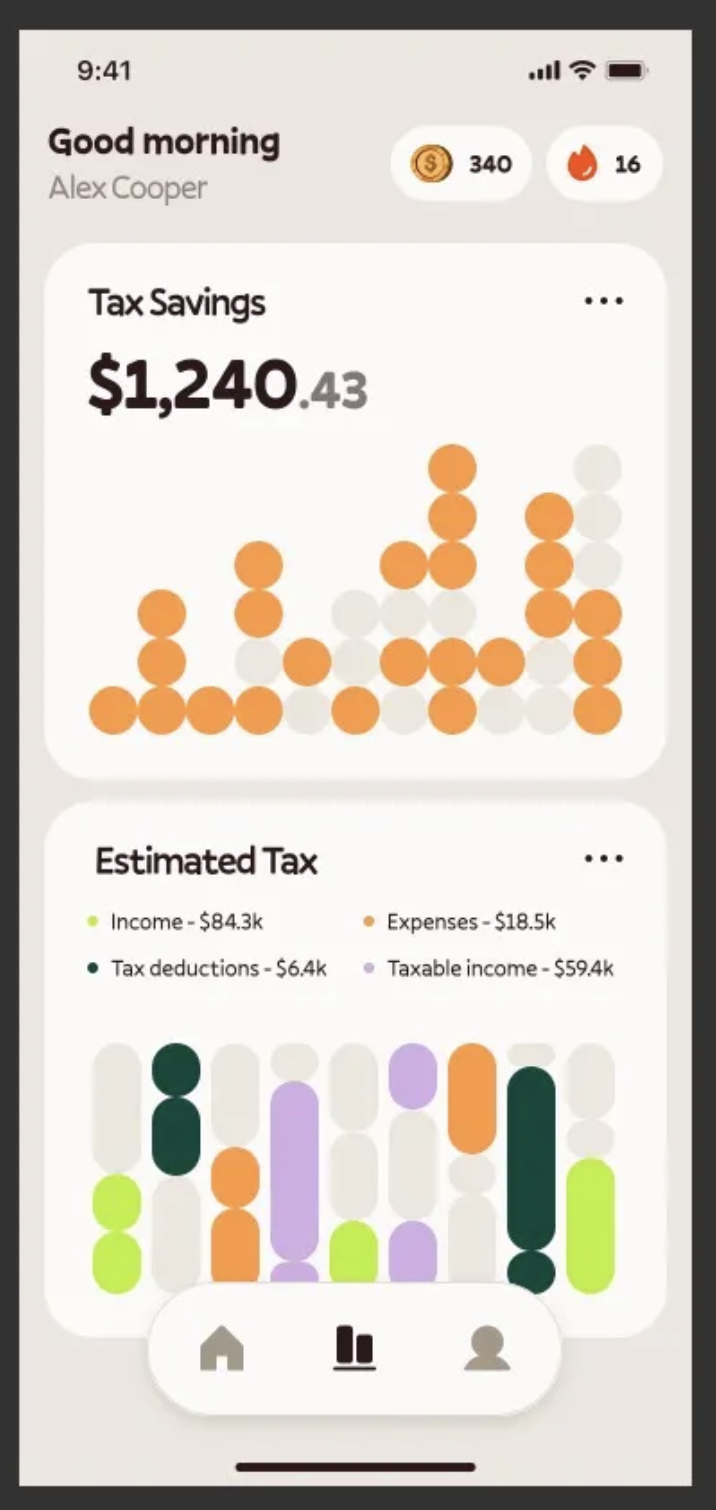 9:41
Good morning
Alex Cooper
340
16
Tax Savings
$1,240.43
Estimated Tax
Income - $84.3k
Expenses - $18.5k
Tax deductions - $6.4k
Taxable income - $59.4k